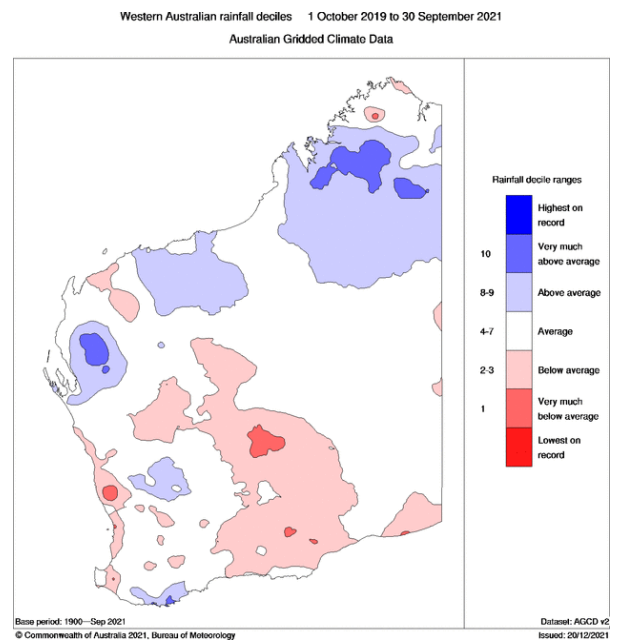 Western Australian rainfall deciles 1 October 2019 to 30 September 2021
Australian Gridded Climate Data
Rainfall decile ranges
Highest on
record
10
Very much
above average
8-9
Above average
4-7
Average
2-3
Below average
1
Very much
below average
Lowest on
record
Base period: 1900—Sep 2021
Dataset: AGCD v2
© Commonwealth of Australia 2021, Bureau of Meteorology
Issued: 20/12/2021